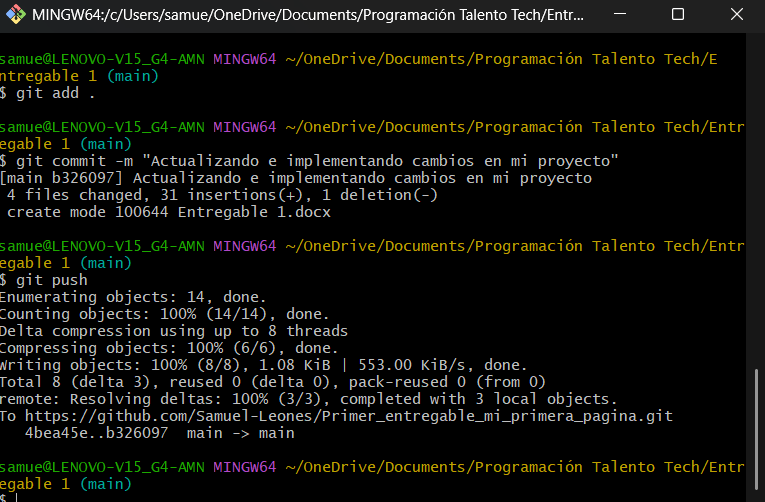 MINGW64:/c/Users/samue/OneDrive/Documents/Programación Talento Tech/Entr...
samue@LENOVO-V15_G4-AMN MINGW64 ~/OneDrive/Documents/Programación Talento Tech/E
ntregable 1 (main)
$ git add .
samue@LENOVO-V15_G4-AMN MINGW64 ~/OneDrive/Documents/Programación Talento Tech/Entr
egable 1 (main)
$ git commit -m "Actualizando e implementando cambios en mi proyecto"
[main b326097] Actualizando e implementando cambios en mi proyecto
4 files changed, 31 insertions(+), 1 deletion(-)
create mode 100644 Entregable 1.docx
samue@LENOVO-V15_G4-AMN MINGW64 ~/OneDrive/Documents/Programación Talento Tech/Entr
egable 1 (main)
$ git push
Enumerating objects: 14, done.
Counting objects: 100% (14/14), done.
Delta compression using up to 8 threads
Compressing objects: 100% (6/6), done.
Writing objects: 100% (8/8), 1.08 KiB | 553.00 KiB/s, done.
Total 8 (delta 3), reused 0 (delta 0), pack-reused 0 (from 0)
remote: Resolving deltas: 100% (3/3), completed with 3 local objects.
To https://github.com/Samuel-Leones/Primer_entregable_mi_primera_pagina.git
4bea45e..b326097  main -> main
samue@LENOVO-V15_G4-AMN MINGW64 ~/OneDrive/Documents/Programación Talento Tech/Entr
egable 1 (main)
$